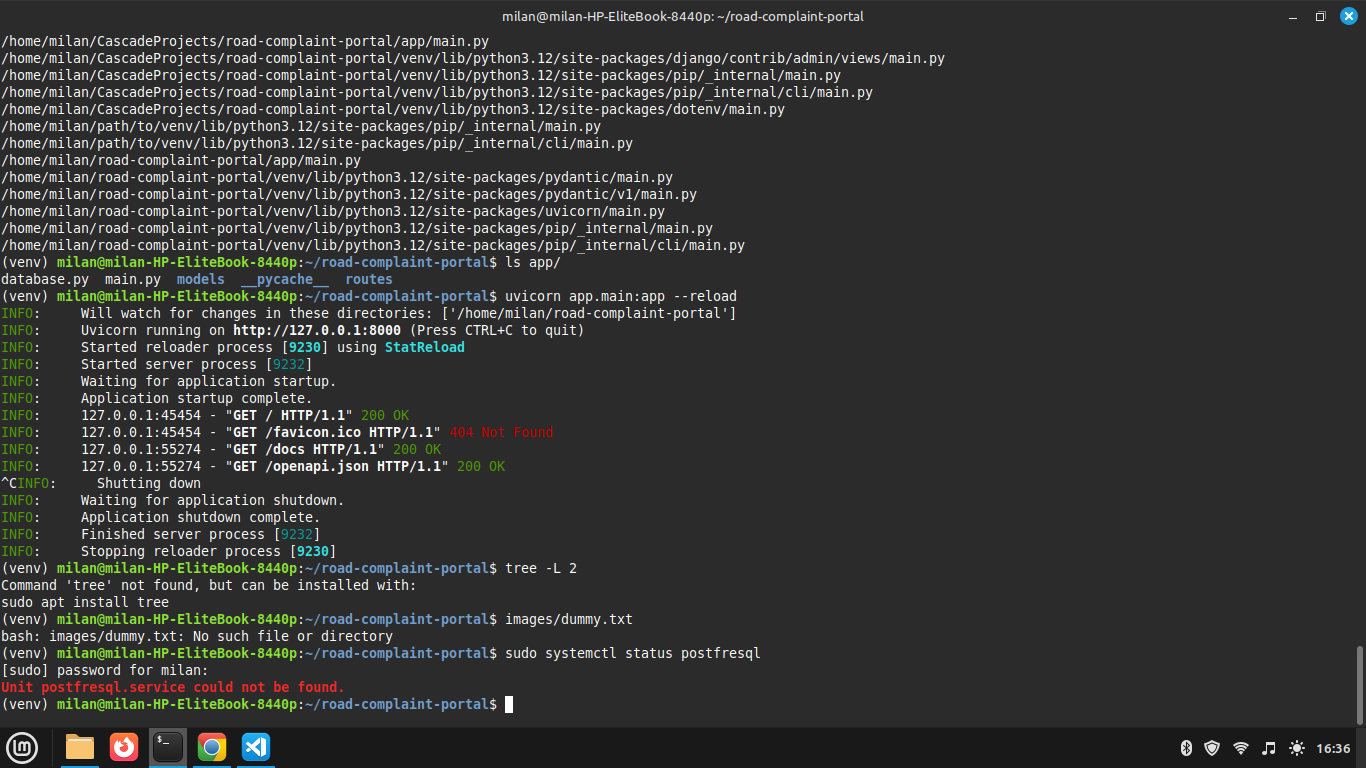 milan@milan-HP-EliteBook-8440p: ~/road-complaint-portal
/home/milan/CascadeProjects/road-complaint-portal/app/main.py
/home/milan/CascadeProjects/road-complaint-portal/venv/lib/python3.12/site-packages/django/contrib/admin/views/main.py
/home/milan/CascadeProjects/road-complaint-portal/venv/lib/python3.12/site-packages/pip/_internal/main.py
/home/milan/CascadeProjects/road-complaint-portal/venv/lib/python3.12/site-packages/pip/_internal/cli/main.py
/home/milan/CascadeProjects/road-complaint-portal/venv/lib/python3.12/site-packages/dotenv/main.py
/home/milan/path/to/venv/lib/python3.12/site-packages/pip/_internal/main.py
/home/milan/path/to/venv/lib/python3.12/site-packages/pip/_internal/cli/main.py
/home/milan/road-complaint-portal/app/main.py
/home/milan/road-complaint-portal/venv/lib/python3.12/site-packages/pydantic/main.py
/home/milan/road-complaint-portal/venv/lib/python3.12/site-packages/pydantic/v1/main.py
/home/milan/road-complaint-portal/venv/lib/python3.12/site-packages/uvicorn/main.py
/home/milan/road-complaint-portal/venv/lib/python3.12/site-packages/pip/_internal/main.py
/home/milan/road-complaint-portal/venv/lib/python3.12/site-packages/pip/_internal/cli/main.py
(venv) milan@milan-HP-EliteBook-8440p:~/road-complaint-portal$ ls app/
database.py  main.py  models  __pycache__  routes
(venv) milan@milan-HP-EliteBook-8440p:~/road-complaint-portal$ uvicorn app.main:app --reload
INFO:     Will watch for changes in these directories: ['/home/milan/road-complaint-portal']
INFO:     Uvicorn running on http://127.0.0.1:8000 (Press CTRL+C to quit)
INFO:     Started reloader process [9230] using StatReload
INFO:     Started server process [9232]
INFO:     Waiting for application startup.
INFO:     Application startup complete.
INFO:     127.0.0.1:45454 - "GET / HTTP/1.1" 200 OK
INFO:     127.0.0.1:45454 - "GET /favicon.ico HTTP/1.1" 404 Not Found
INFO:     127.0.0.1:55274 - "GET /docs HTTP/1.1" 200 OK
INFO:     127.0.0.1:55274 - "GET /openapi.json HTTP/1.1" 200 OK
^CINFO:     Shutting down
INFO:     Waiting for application shutdown.
INFO:     Application shutdown complete.
INFO:     Finished server process [9232]
INFO:     Stopping reloader process [9230]
(venv) milan@milan-HP-EliteBook-8440p:~/road-complaint-portal$ tree -L 2
Command 'tree' not found, but can be installed with:
sudo apt install tree
(venv) milan@milan-HP-EliteBook-8440p:~/road-complaint-portal$ images/dummy.txt
bash: images/dummy.txt: No such file or directory
(venv) milan@milan-HP-EliteBook-8440p:~/road-complaint-portal$ sudo systemctl status postfresql
[sudo] password for milan:
Unit postfresql.service could not be found.
(venv) milan@milan-HP-EliteBook-8440p:~/road-complaint-portal$
16:36